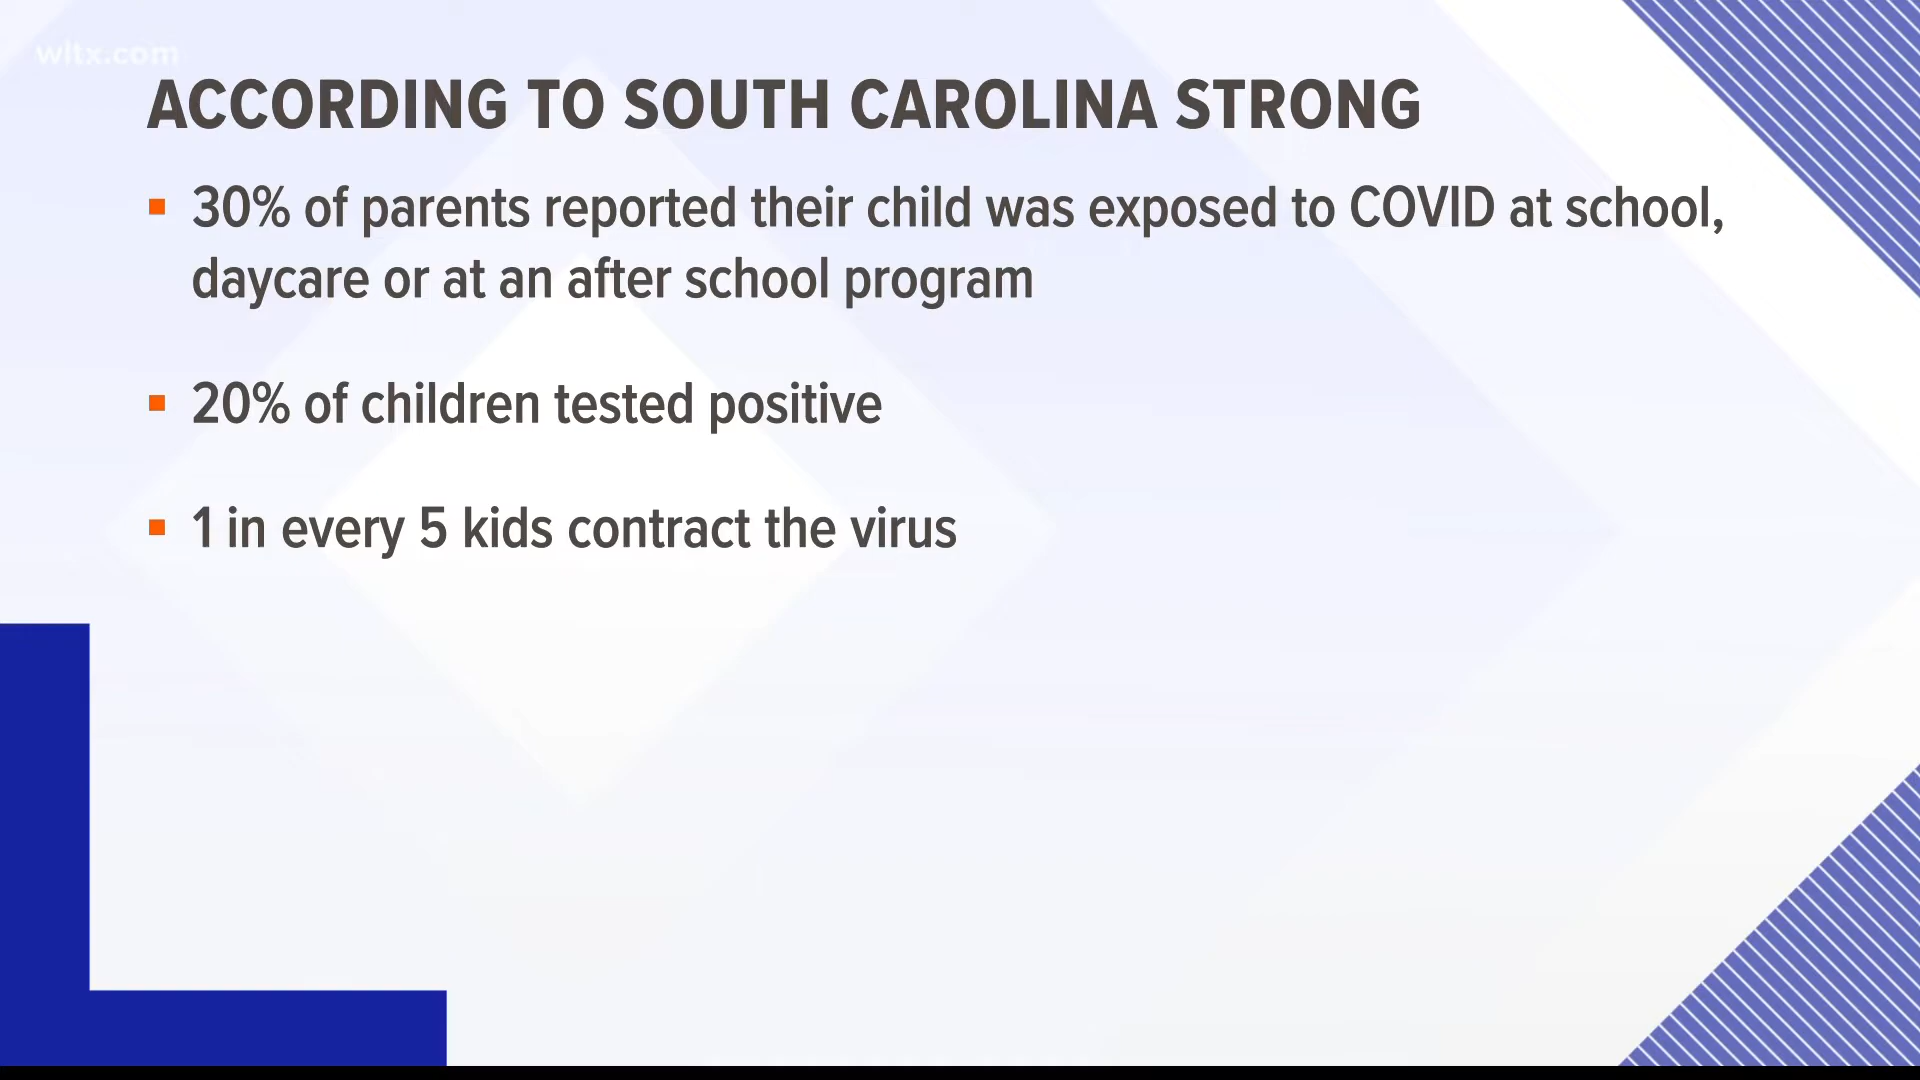 wltx.com
ACCORDING TO SOUTH CAROLINA STRONG
30% of parents reported their child was exposed to COVID at school,
daycare or at an after school program
20% of children tested positive
1 in every 5 kids contract the virus